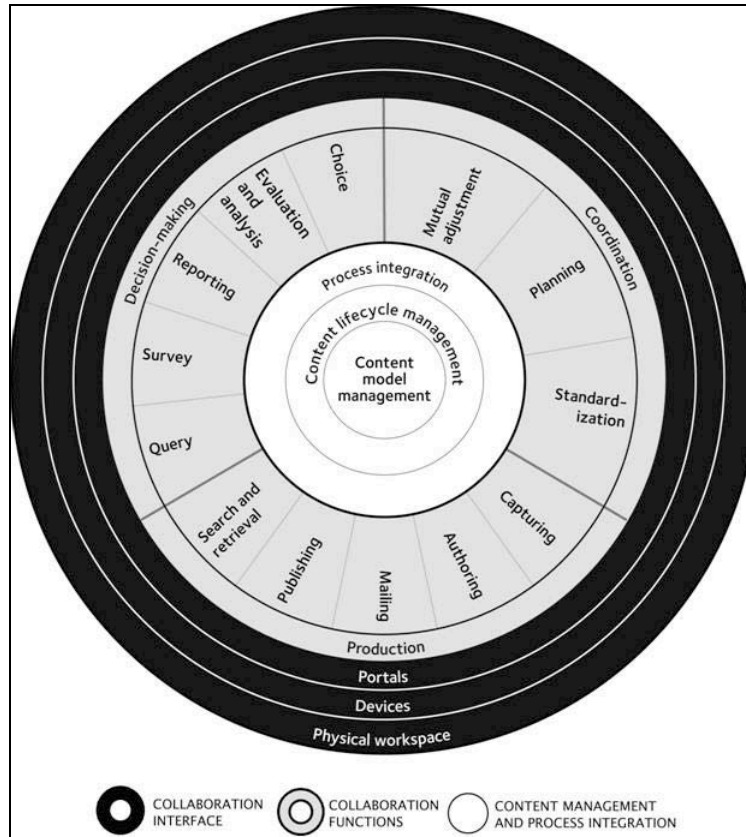 Decision-making
Coordination
Production
Choice
Evaluation
and
analysis
Reporting
Survey
Query
Mutual
adjustment
Planning
Standard-
ization
Search and
retrieval
Publishing
Mailing
Authoring
Capturing
Process integration
Content lifecycle management
Content
model
management
Portals
Devices
Physical workspace
COLLABORATION
INTERFACE
COLLABORATION
FUNCTIONS
CONTENT MANAGEMENT
AND PROCESS INTEGRATION